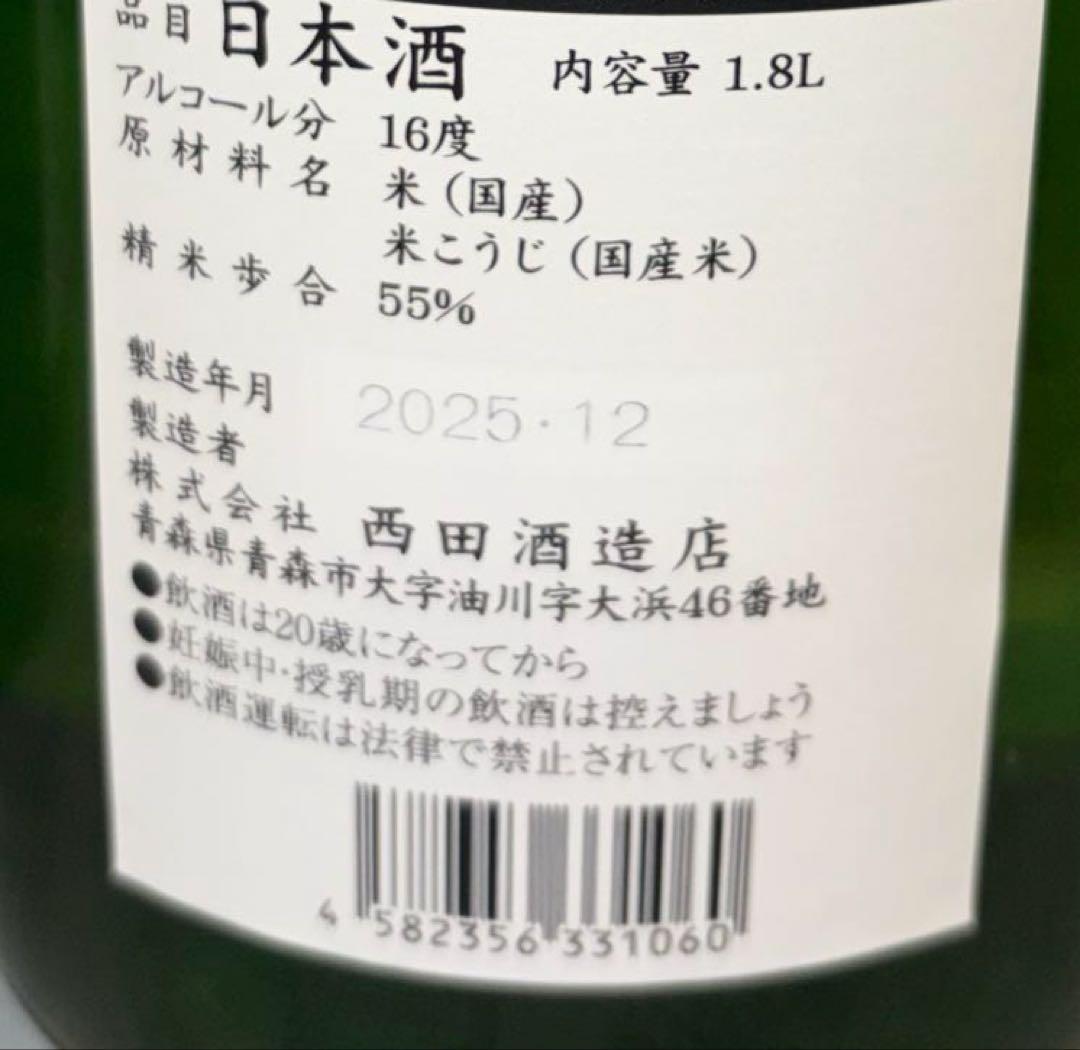 品目 日本酒 内容量 1.8L
アルコール分 16度
原材料名 米（国産）
米こうじ（国産米）
精米歩合 55%
製造年月 2025・12
製造者
株式会社 西田酒造店
青森県青森市大字油川字大浜46番地
●飲酒は20歳になってから
●妊娠中・授乳期の飲酒は控えましょう
●飲酒運転は法律で禁止されています
4 582356 331060